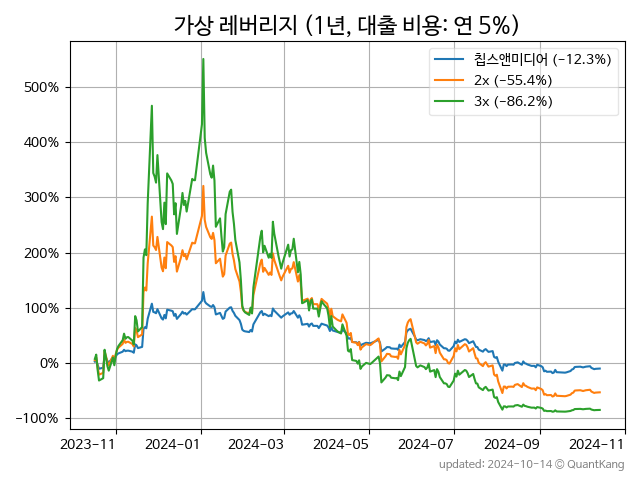 가상 레버리지 (1년, 대출 비용: 연 5%)
칩스앤미디어 (-12.3%)
2x (-55.4%)
3x (-86.2%)
500%
400%
300%
200%
100%
0%
−100%
2023-11 2024-01 2024-03 2024-05 2024-07 2024-09 2024-11
updated: 2024-10-14 © QuantKang